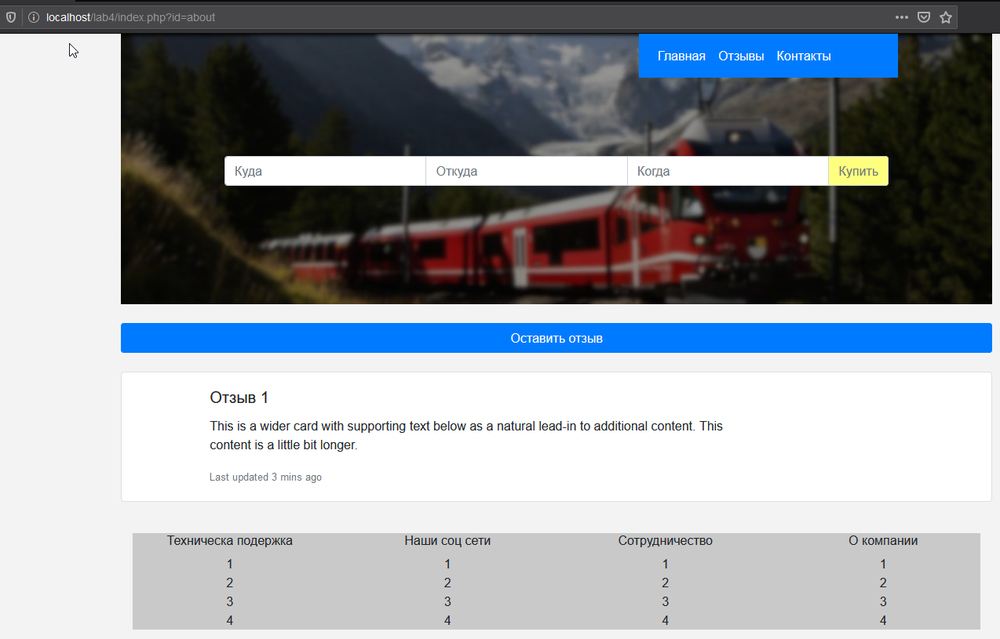 localhost/lab4/index.php?id=about
Главная Отзывы Контакты
Куда Откуда Когда Купить
Оставить отзыв
Отзыв 1
This is a wider card with supporting text below as a natural lead-in to additional content. This
content is a little bit longer.
Last updated 3 mins ago
Техническа подержка Наши соц сети Сотрудничество О компании
1 1 1 1
2 2 2 2
3 3 3 3
4 4 4 4